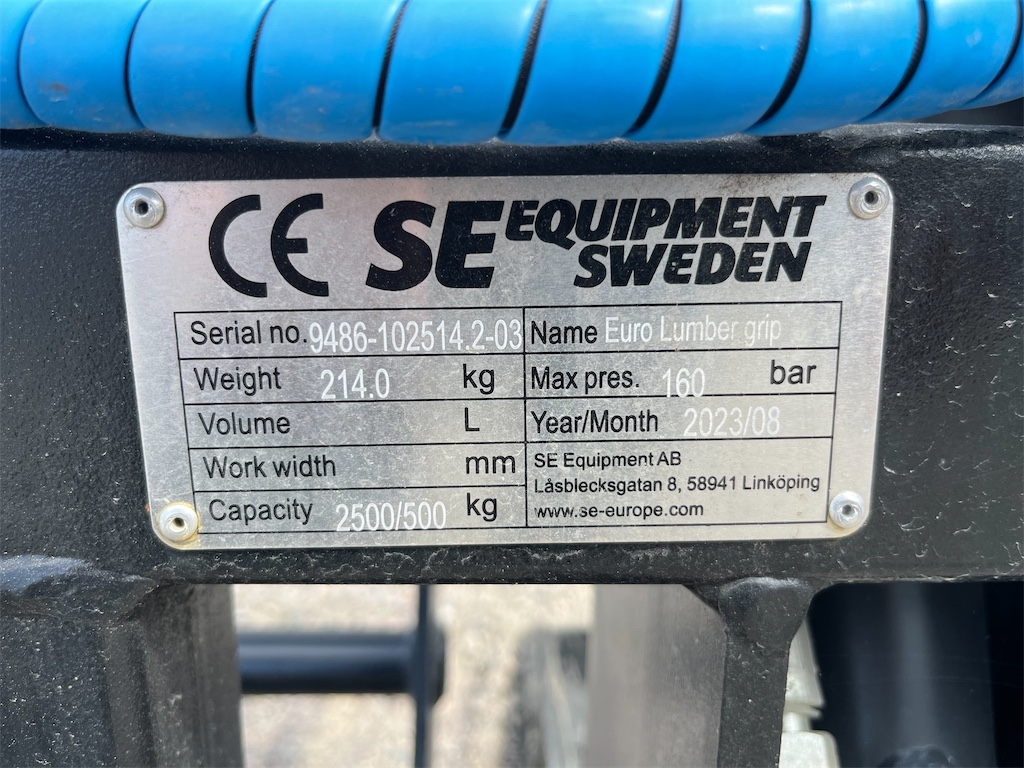 CE SE EQUIPMENT
SWEDEN
Serial no. 9486-102514.2-03 Name Euro Lumber grip
Weight 214.0 kg Max pres. 160 bar
Volume L Year/Month 2023/08
Work width mm SE Equipment AB
Låsblecksgatan 8, 58941 Linköping
Capacity 2500/500 kg www.se-europe.com